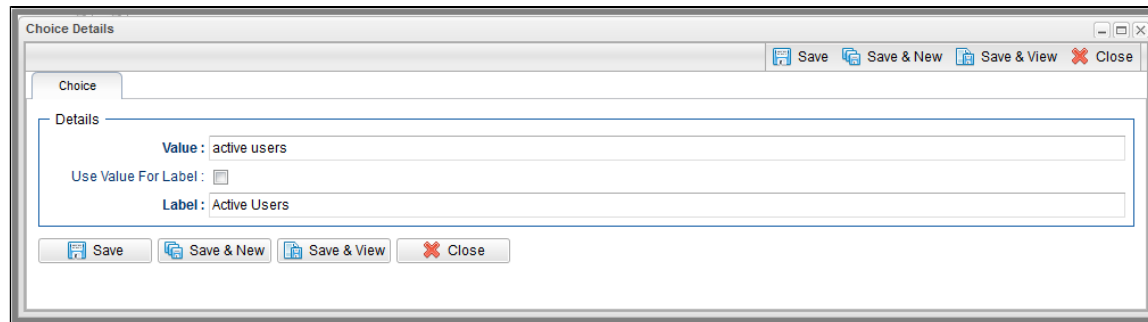 Choice Details
Save Save & New Save & View Close
Choice
Details
Value : active users
Use Value For Label :
Label : Active Users
Save Save & New Save & View Close